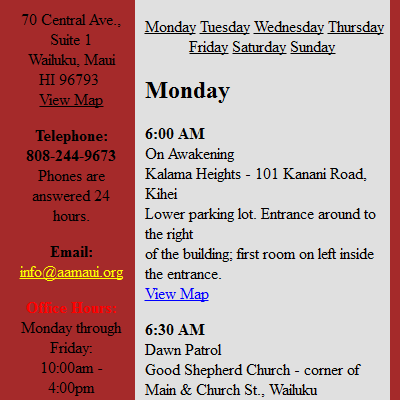 70 Central Ave.,
Suite 1
Wailuku, Maui
HI 96793
View Map
Telephone:
808-244-9673
Phones are
answered 24
hours.
Email:
info@aamaui.org
Office Hours:
Monday through
Friday:
10:00am -
4:00pm
Monday Tuesday Wednesday Thursday
Friday Saturday Sunday
Monday
6:00 AM
On Awakening
Kalama Heights - 101 Kanani Road,
Kihei
Lower parking lot. Entrance around to
the right
of the building; first room on left inside
the entrance.
View Map
6:30 AM
Dawn Patrol
Good Shepherd Church - corner of
Main & Church St., Wailuku